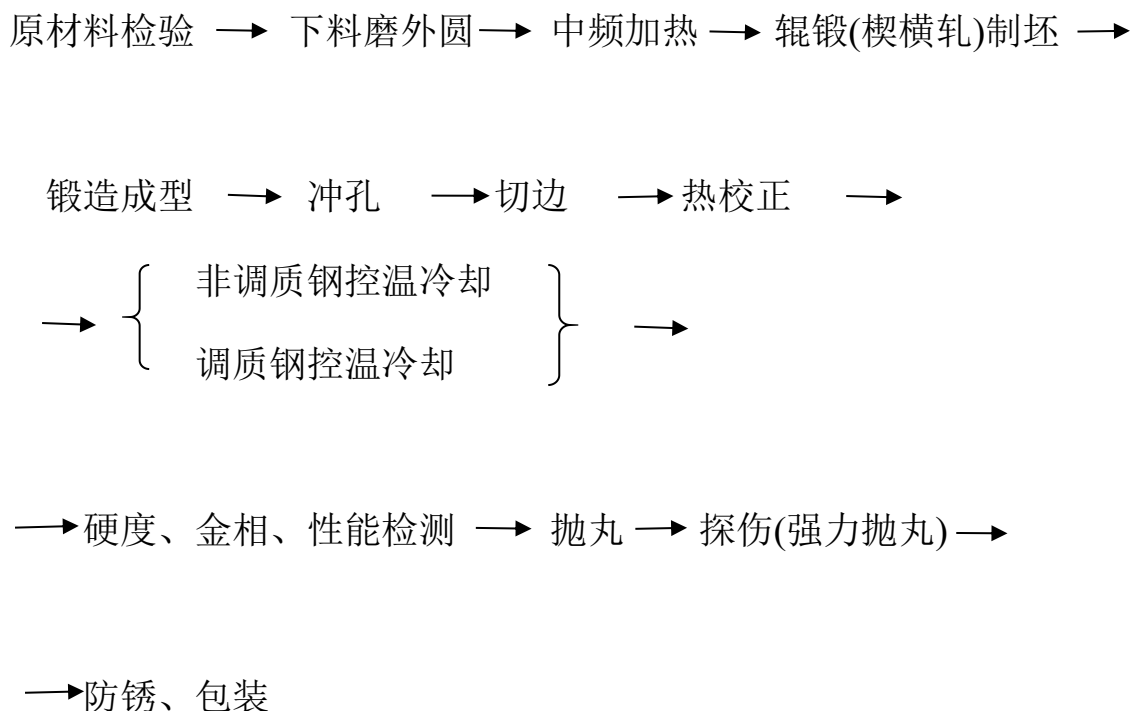 原材料检验 → 下料磨外圆 → 中频加热 → 辊锻(楔横轧)制坯 →
锻造成型 → 冲孔 → 切边 → 热校正 →
→ { 非调质钢控温冷却 } →
调质钢控温冷却
→ 硬度、金相、性能检测 → 抛丸 → 探伤(强力抛丸) →
→ 防锈、包装